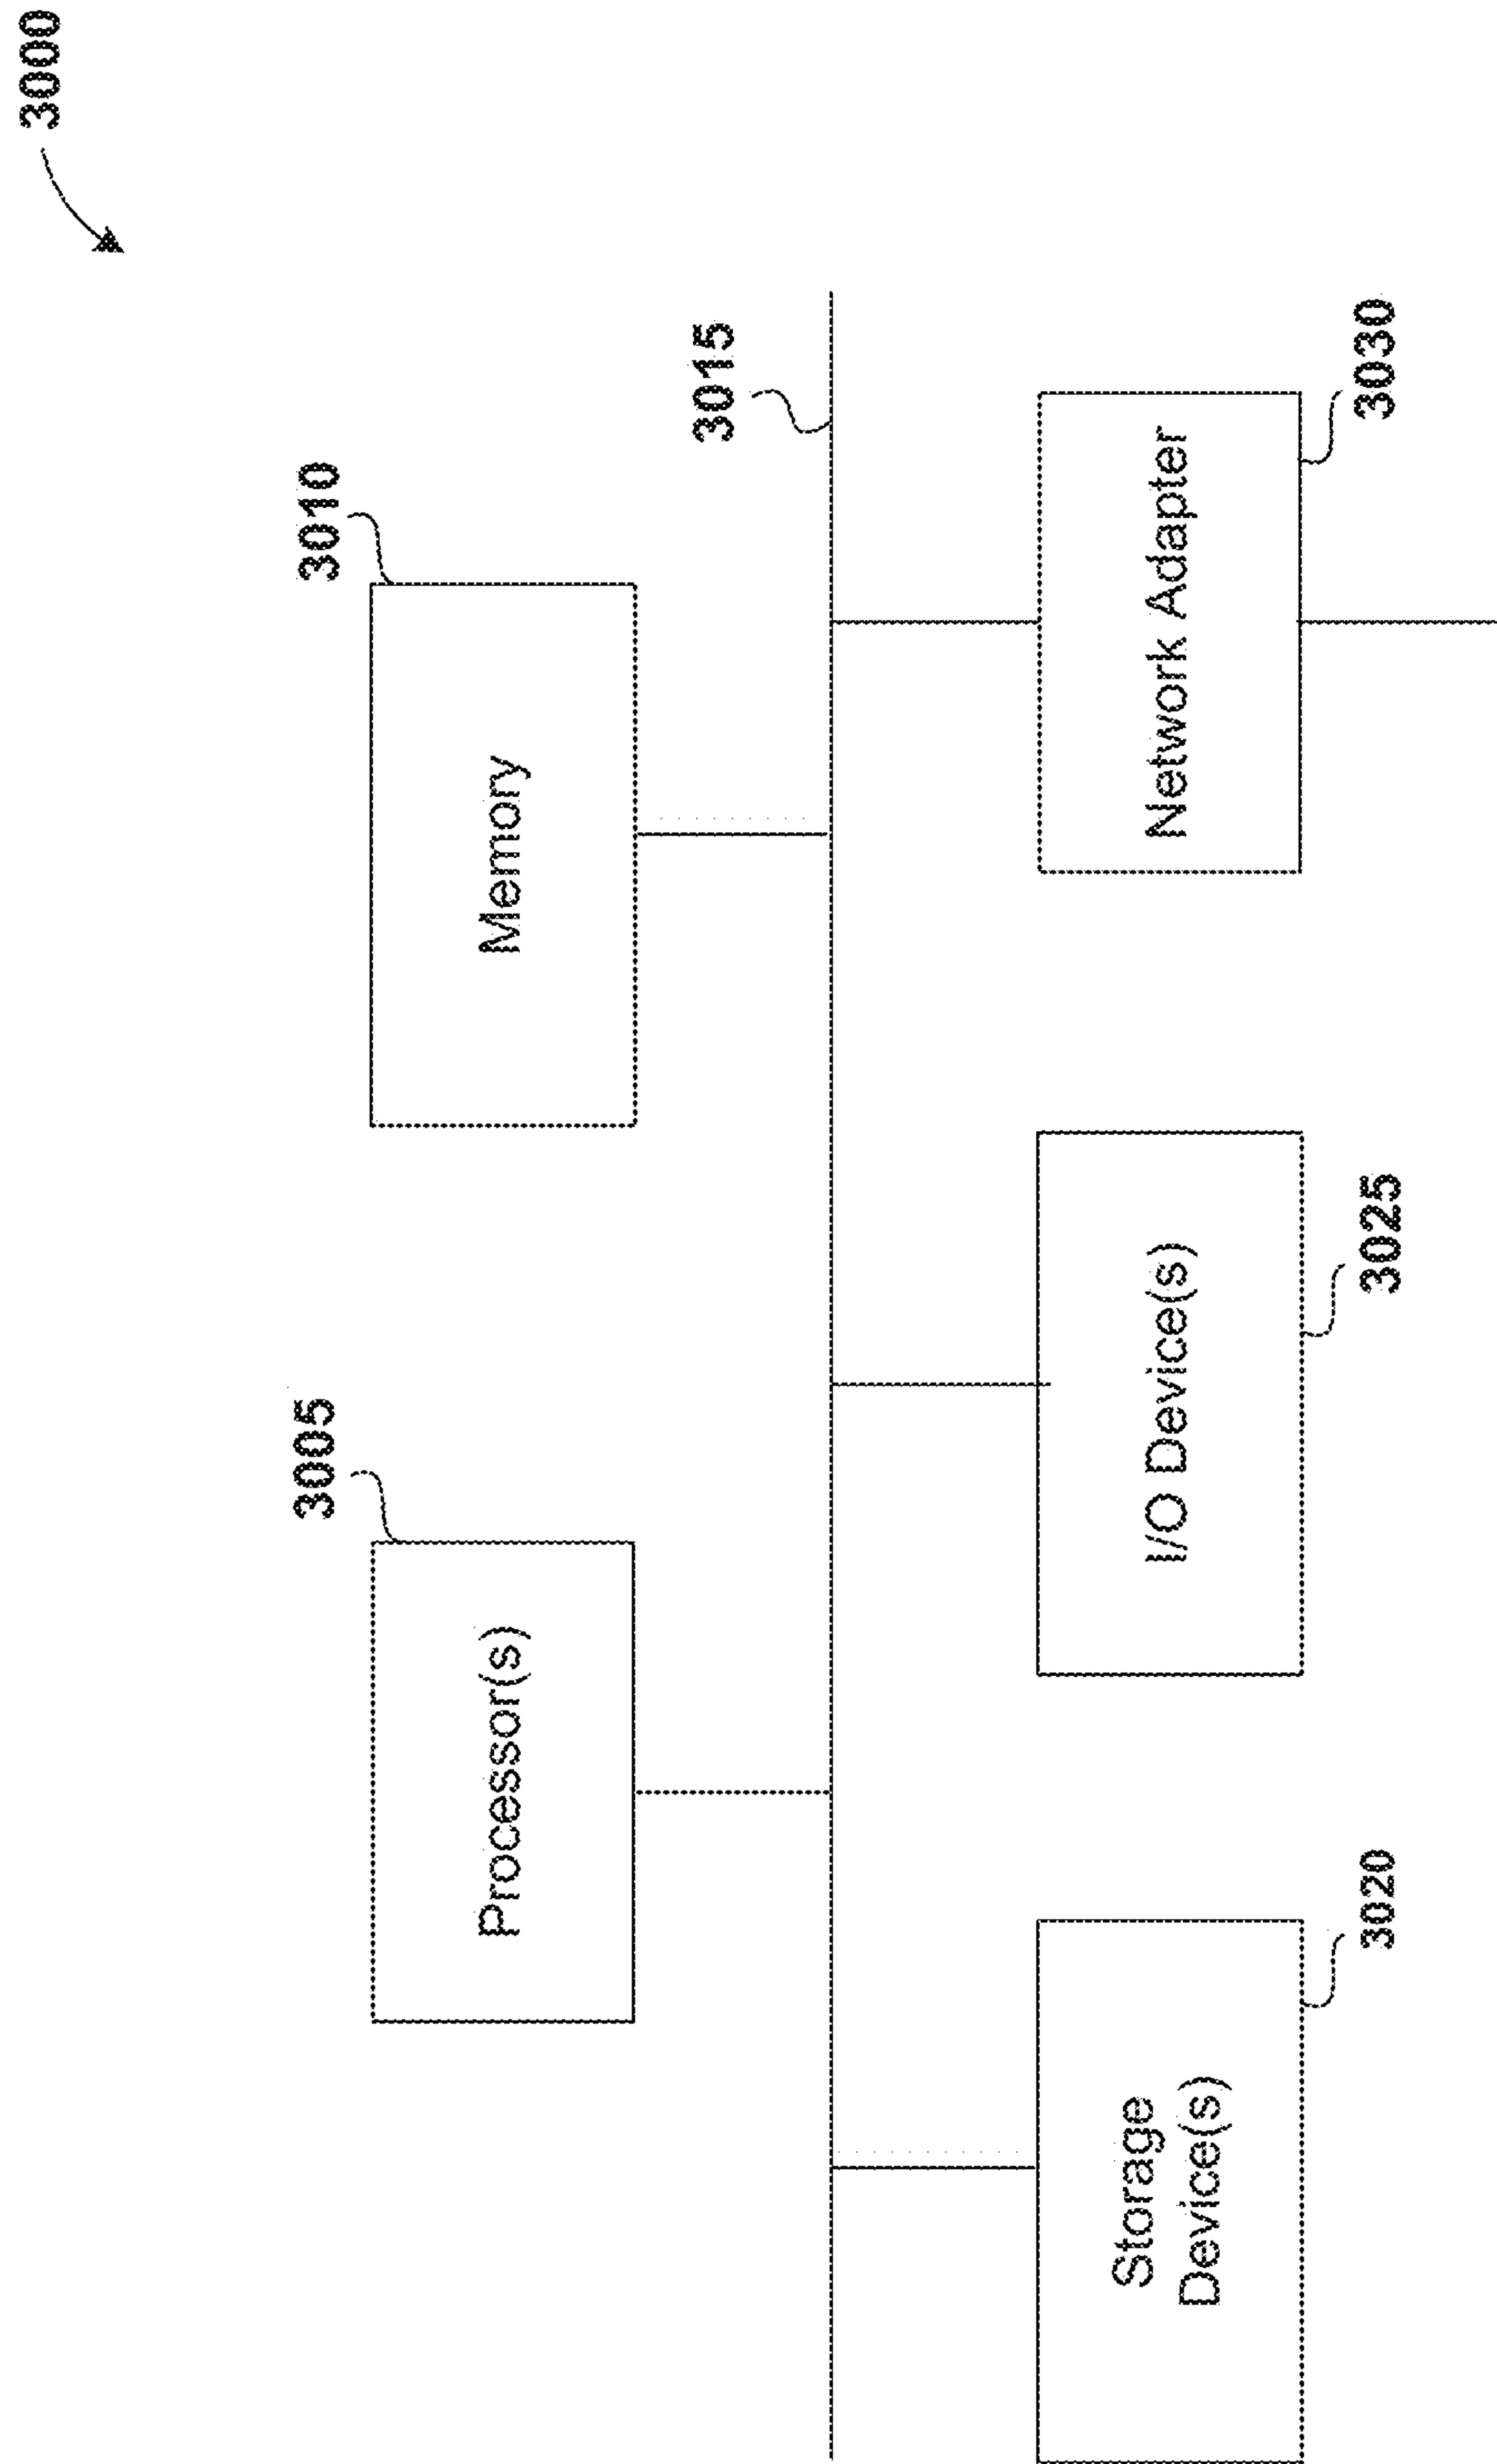 3000
3005
Processor(s)
3010
Memory
3015
Storage
Device(s)
3020
I/O Device(s)
3025
Network Adapter
3030